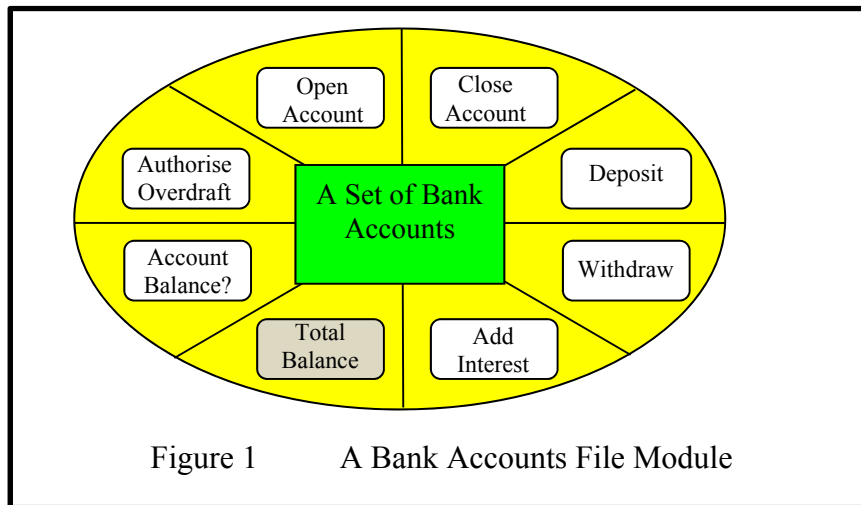 Open
Account
Close
Account
Authorise
Overdraft
Deposit
A Set of Bank
Accounts
Account
Balance?
Withdraw
Total
Balance
Add
Interest
Figure 1 A Bank Accounts File Module